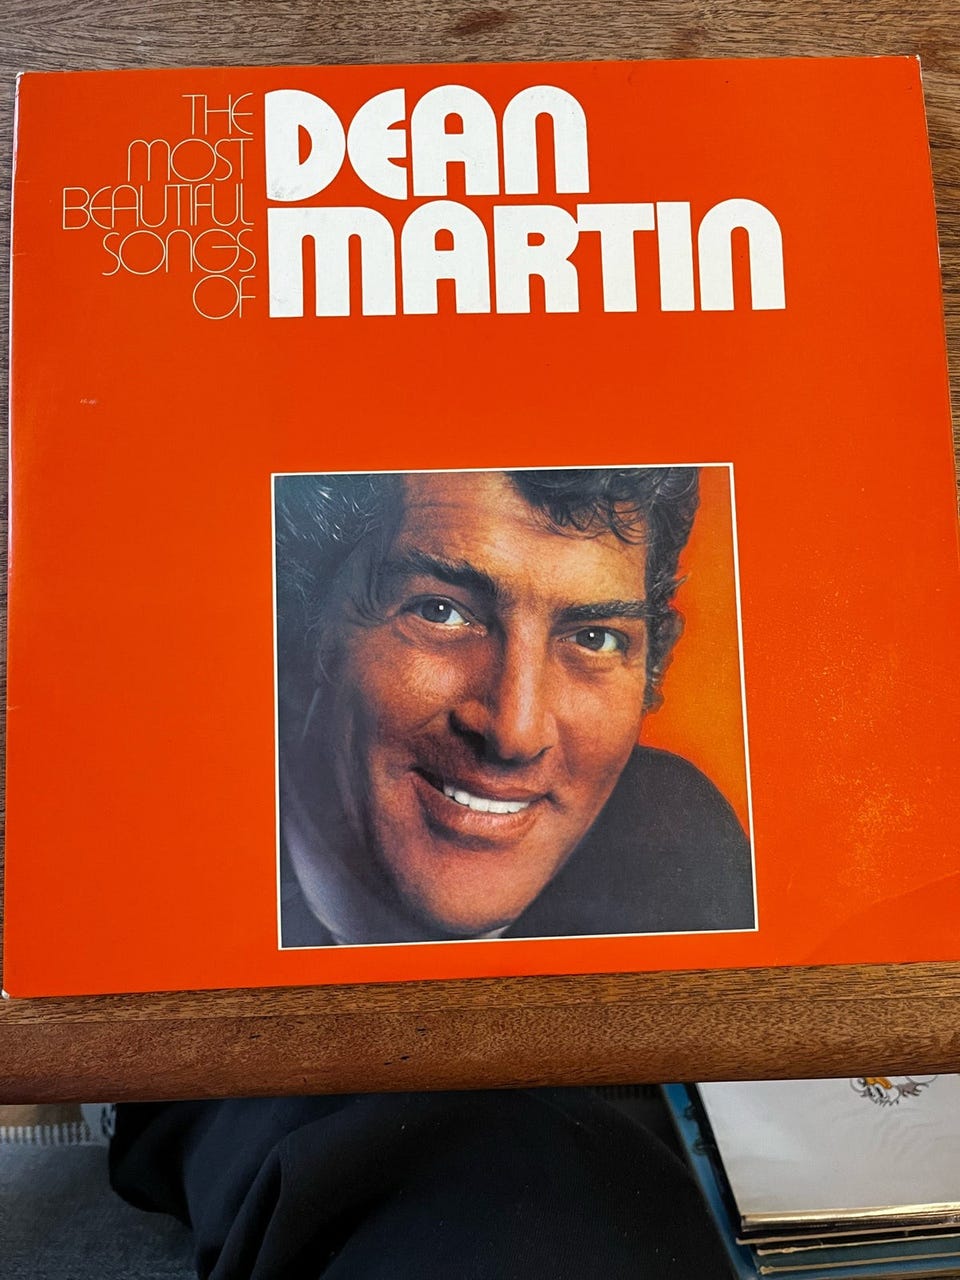 THE
MOST
BEAUTIFUL
SONGS
OF
DEAN
MARTIN